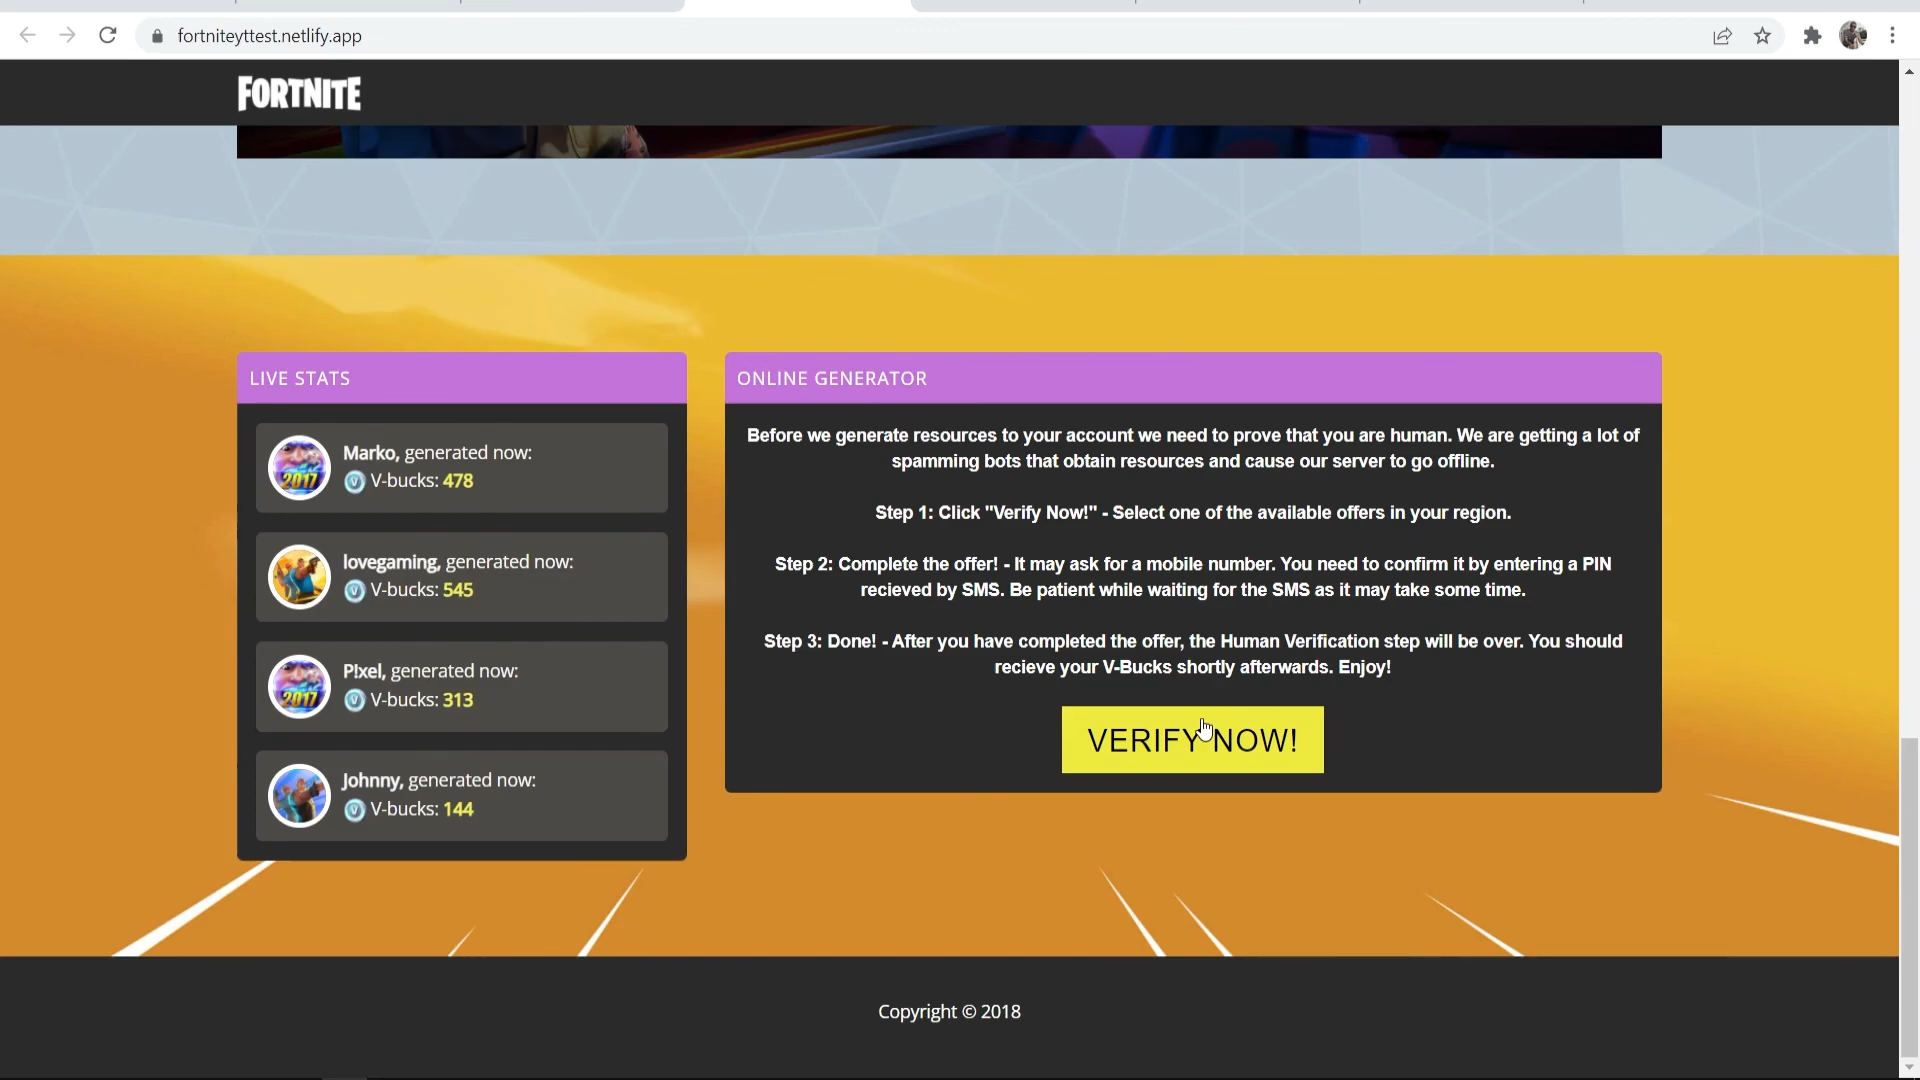 fortniteyttest.netlify.app
FORTNITE
LIVE STATS
Marko, generated now:
V V-bucks: 478
2017
lovegaming, generated now:
V V-bucks: 545
P!xel, generated now:
V V-bucks: 313
2017
Johnny, generated now:
V V-bucks: 144
ONLINE GENERATOR
Before we generate resources to your account we need to prove that you are human. We are getting a lot of
spamming bots that obtain resources and cause our server to go offline.
Step 1: Click "Verify Now!" - Select one of the available offers in your region.
Step 2: Complete the offer! - It may ask for a mobile number. You need to confirm it by entering a PIN
recieved by SMS. Be patient while waiting for the SMS as it may take some time.
Step 3: Done! - After you have completed the offer, the Human Verification step will be over. You should
recieve your V-Bucks shortly afterwards. Enjoy!
VERIFY NOW!
Copyright © 2018